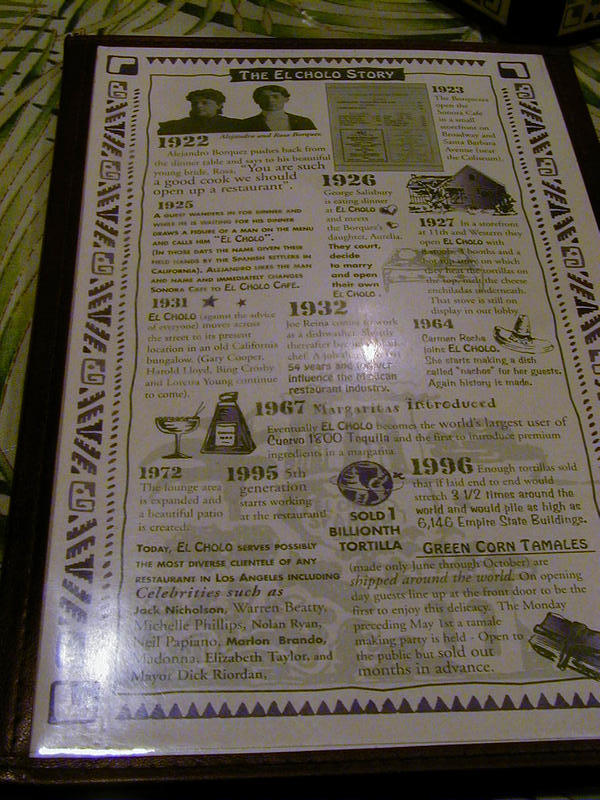 THE EL CHOLO STORY
Alejandro and Rosa Borquez
1922
Alejandro Borquez pushes back from
the dinner table and says to his beautiful
young bride, Rosa, "You are such
a good cook we should
open up a restaurant".
1923
The Borquezes
open the
Sonora Cafe
in a small
storefront on
Broadway and
Santa Barbara
Avenue (near
the Coliseum).
1925
A GUEST WANDERS IN FOR DINNER AND
WHILE HE IS WAITING FOR HIS DINNER
DRAWS A FIGURE OF A MAN ON THE MENU
AND CALLS HIM "EL CHOLO".
(IN THOSE DAYS THE NAME GIVEN THEIR
FIELD HANDS BY THE SPANISH SETTLERS IN
CALIFORNIA). ALEJANDRO LIKES THE MAN
AND NAME AND IMMEDIATELY CHANGES
SONORA CAFE TO EL CHOLO CAFE.
1926
George Salisbury
is eating dinner
at EL CHOLO
and meets
the Borquez's
daughter, Aurelia.
They court,
decide
to marry
and open
their own
EL CHOLO.
1927 In a storefront
at 11th and Western they
open EL CHOLO with
8 booths and a
on which
they heat the tortillas on
the top, melt the cheese
enchiladas underneath.
That stove is still on
display in our lobby.
1931
EL CHOLO (against the advice
of everyone) moves across
the street to its present
location in an old California
bungalow. (Gary Cooper,
Harold Lloyd, Bing Crosby
and Loretta Young continue
to come).
1932
Joe Reina comes to work
as a dishwasher. Shortly
thereafter becomes
chef. A job
54 years and
influence the Mexican
restaurant industry.
1964
Carmen Rocha
joins EL CHOLO.
She starts making a dish
called "nachos" for her guests.
Again history is made.
1967 Margaritas introduced
Eventually EL CHOLO becomes the world's largest user of
Cuervo 1800 Tequila and the first to introduce premium
ingredients in a margarita.
1972
The lounge area
is expanded and
a beautiful patio
is created.
1995 5th
generation
starts working
at the restaurant
SOLD 1
BILLIONTH
TORTILLA
1996 Enough tortillas sold
that if laid end to end would
stretch 3 1/2 times around the
world and would pile as high as
6,146 Empire State Buildings.
TODAY, EL CHOLO SERVES POSSIBLY
THE MOST DIVERSE CLIENTELE OF ANY
RESTAURANT IN LOS ANGELES INCLUDING
Celebrities such as
Jack Nicholson, Warren Beatty,
Michelle Phillips, Nolan Ryan,
Neil Papiano, Marlon Brando,
Madonna, Elizabeth Taylor, and
Mayor Dick Riordan.
GREEN CORN TAMALES
(made only June through October) are
shipped around the world. On opening
day guests line up at the front door to be the
first to enjoy this delicacy. The Monday
preceding May 1st a tamale
making party is held - Open to
the public but sold out
months in advance.